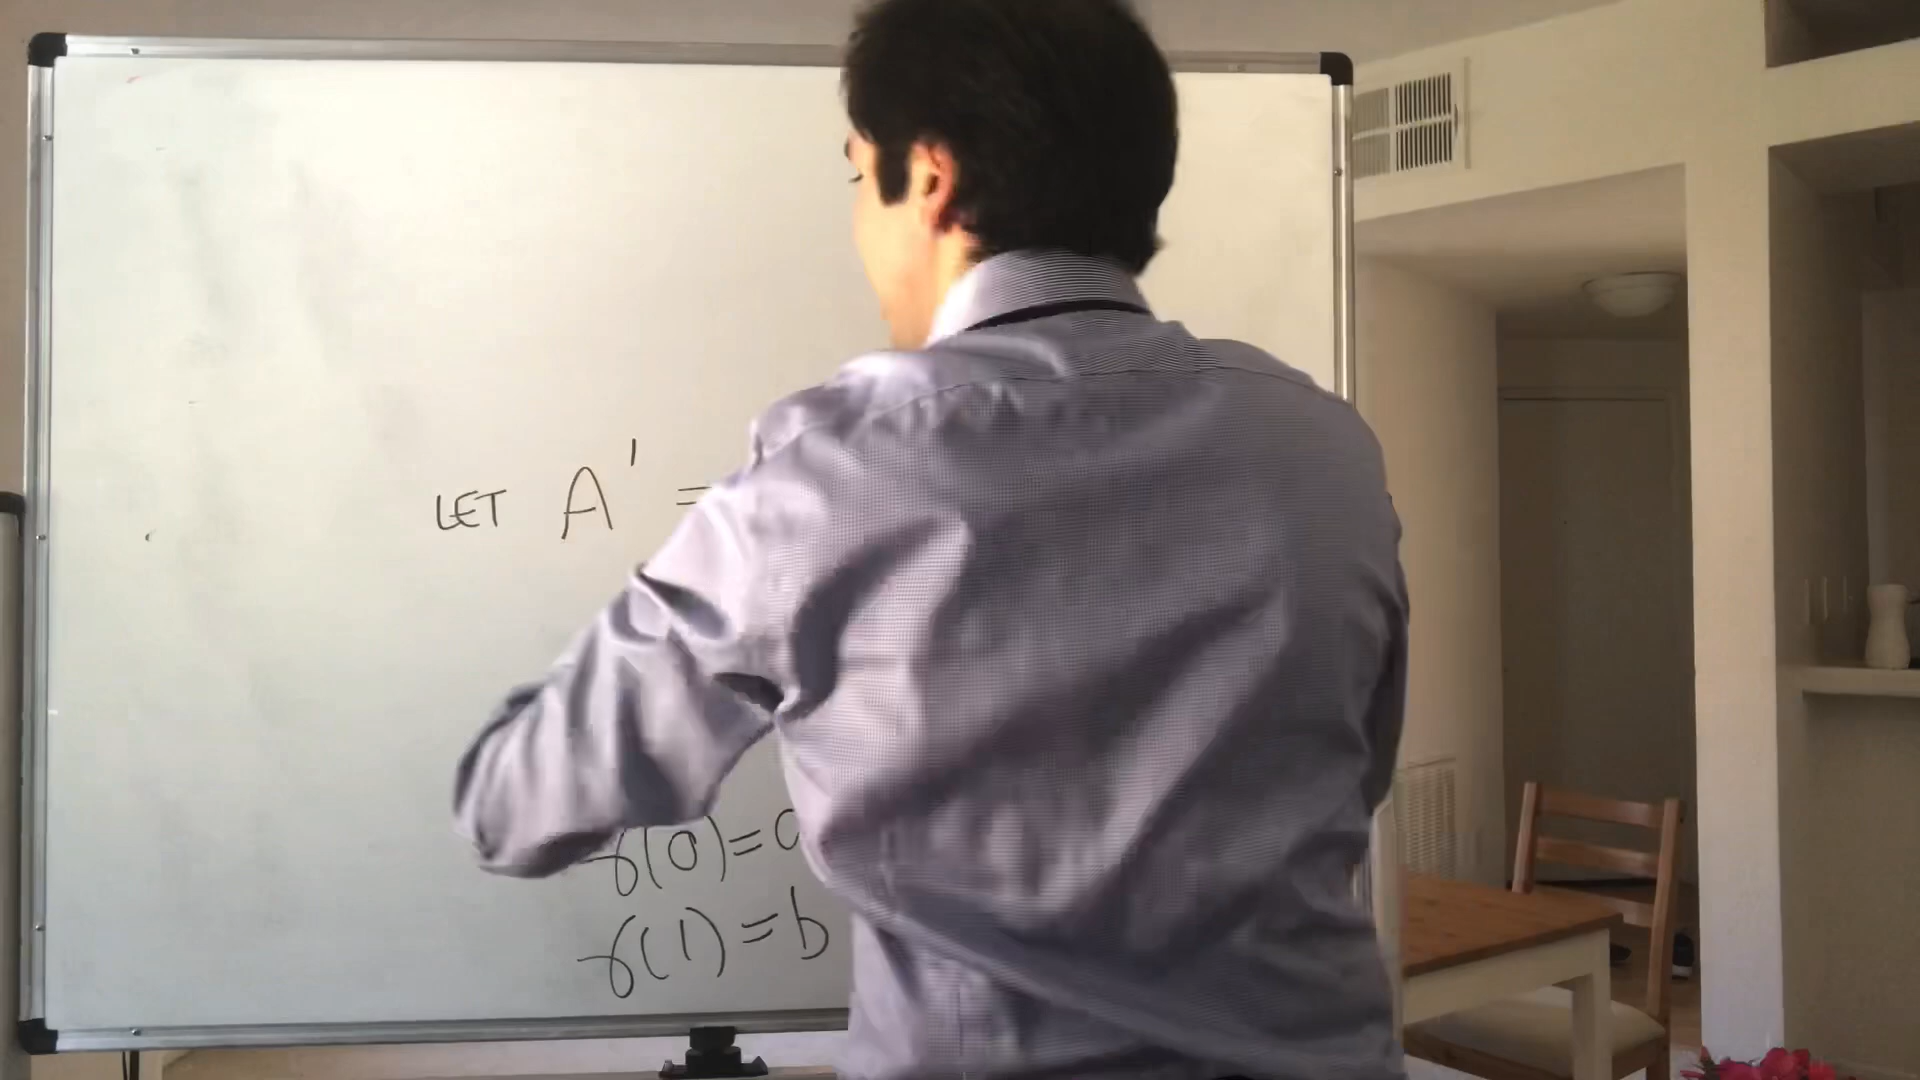 LET A' =
γ(0)=a
γ(1)=b